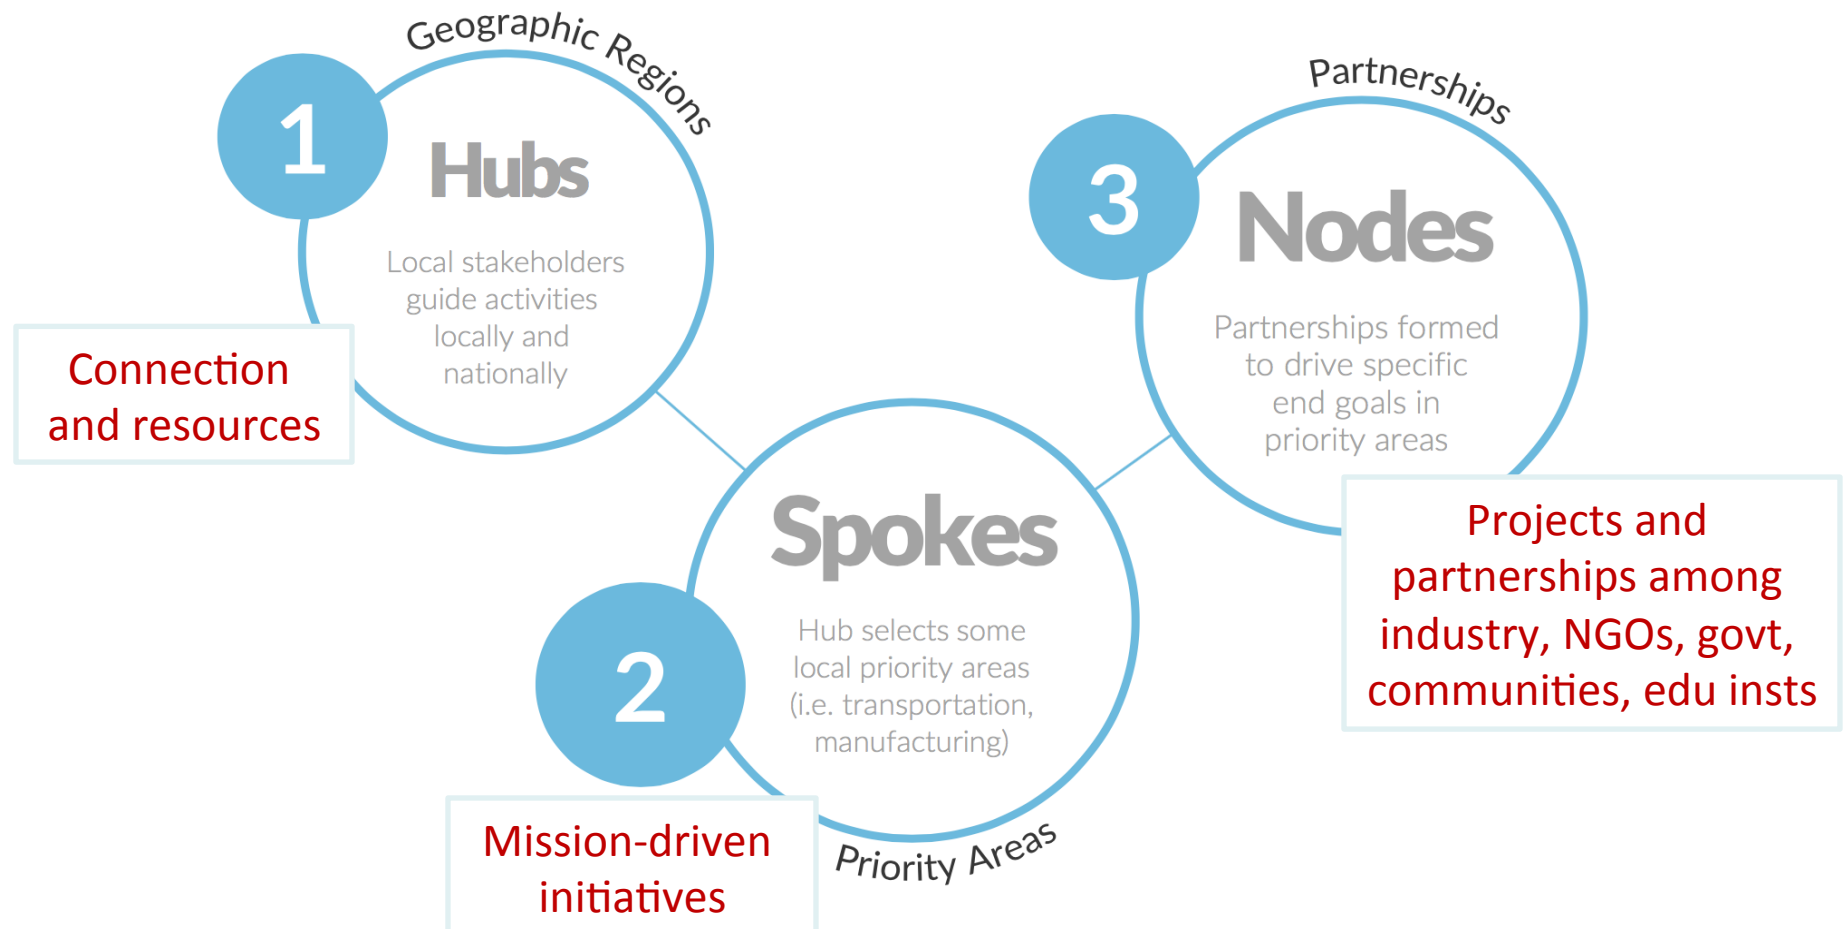 Geographic Regions
1
Hubs
Local stakeholders
guide activities
locally and
nationally
Connection
and resources
2
Spokes
Hub selects some
local priority areas
(i.e. transportation,
manufacturing)
Priority Areas
Mission-driven
initiatives
Partnerships
3
Nodes
Partnerships formed
to drive specific
end goals in
priority areas
Projects and
partnerships among
industry, NGOs, govt,
communities, edu insts